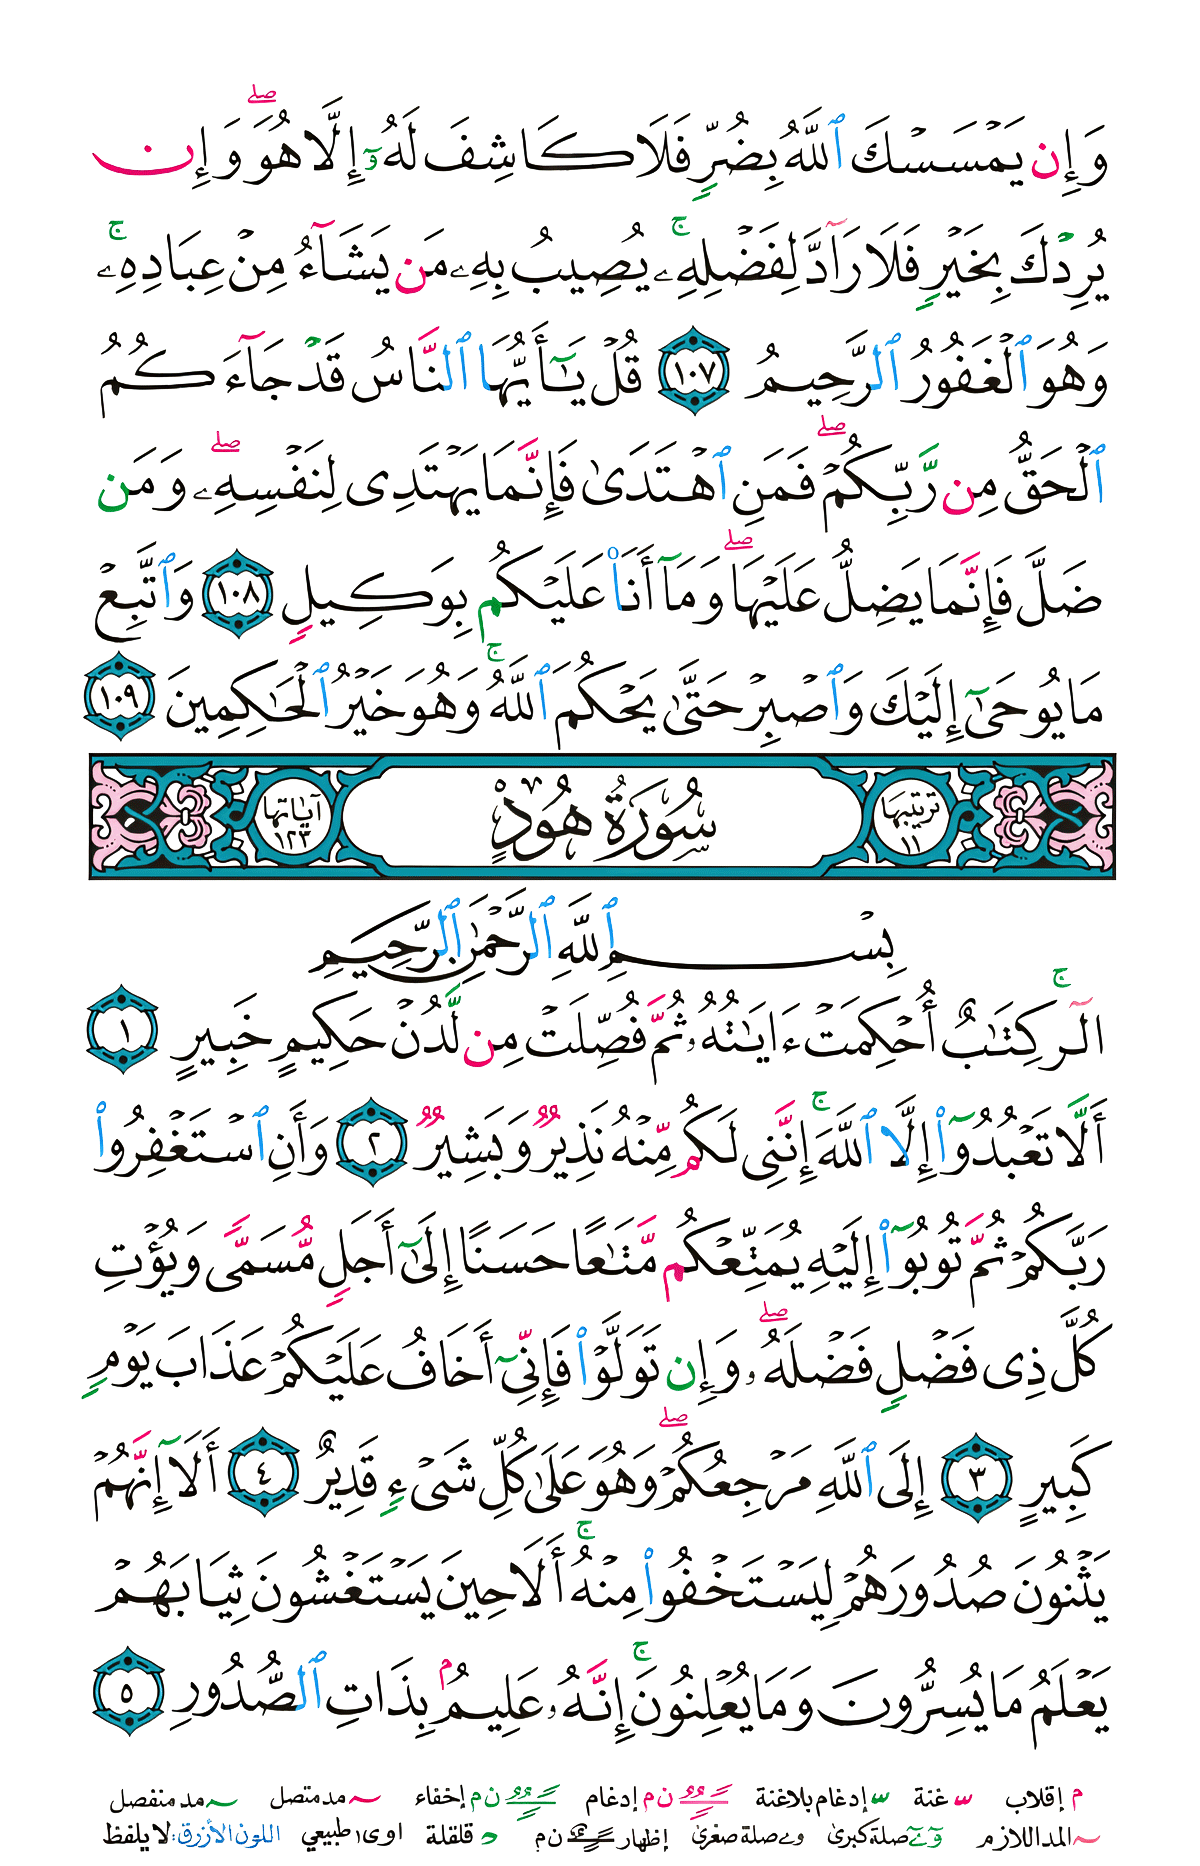 وَإِن يَمْسَسْكَ ٱللَّهُ بِضُرٍّ فَلَا كَاشِفَ لَهُۥٓ إِلَّا هُوَ ۖ وَإِن
يُرِدْكَ بِخَيْرٍ فَلَا رَآدَّ لِفَضْلِهِۦ ۚ يُصِيبُ بِهِۦ مَن يَشَآءُ مِنْ عِبَادِهِۦ ۚ
وَهُوَ ٱلْغَفُورُ ٱلرَّحِيمُ ١٠٧ قُلْ يَـٰٓأَيُّهَا ٱلنَّاسُ قَدْ جَآءَكُمُ
ٱلْحَقُّ مِن رَّبِّكُمْ ۖ فَمَنِ ٱهْتَدَىٰ فَإِنَّمَا يَهْتَدِى لِنَفْسِهِۦ ۖ وَمَن
ضَلَّ فَإِنَّمَا يَضِلُّ عَلَيْهَا ۖ وَمَآ أَنَا۠ عَلَيْكُم بِوَكِيلٍ ١٠٨ وَٱتَّبِعْ
مَا يُوحَىٰٓ إِلَيْكَ وَٱصْبِرْ حَتَّىٰ يَحْكُمَ ٱللَّهُ ۚ وَهُوَ خَيْرُ ٱلْحَـٰكِمِينَ ١٠٩
ترتيبها ١١ سُورَةُ هُودٍ آياتها ١٢٣
بِسْمِ ٱللَّهِ ٱلرَّحْمَـٰنِ ٱلرَّحِيمِ
الٓر ۚ كِتَـٰبٌ أُحْكِمَتْ ءَايَـٰتُهُۥ ثُمَّ فُصِّلَتْ مِن لَّدُنْ حَكِيمٍ خَبِيرٍ ١
أَلَّا تَعْبُدُوٓا۟ إِلَّا ٱللَّهَ ۚ إِنَّنِى لَكُم مِّنْهُ نَذِيرٌ وَبَشِيرٌ ٢ وَأَنِ ٱسْتَغْفِرُوا۟
رَبَّكُمْ ثُمَّ تُوبُوٓا۟ إِلَيْهِ يُمَتِّعْكُم مَّتَـٰعًا حَسَنًا إِلَىٰٓ أَجَلٍ مُّسَمًّى وَيُؤْتِ
كُلَّ ذِى فَضْلٍ فَضْلَهُۥ ۖ وَإِن تَوَلَّوْا۟ فَإِنِّىٓ أَخَافُ عَلَيْكُمْ عَذَابَ يَوْمٍ
كَبِيرٍ ٣ إِلَى ٱللَّهِ مَرْجِعُكُمْ ۖ وَهُوَ عَلَىٰ كُلِّ شَىْءٍ قَدِيرٌ ٤ أَلَآ إِنَّهُمْ
يَثْنُونَ صُدُورَهُمْ لِيَسْتَخْفُوا۟ مِنْهُ ۚ أَلَا حِينَ يَسْتَغْشُونَ ثِيَابَهُمْ
يَعْلَمُ مَا يُسِرُّونَ وَمَا يُعْلِنُونَ ۚ إِنَّهُۥ عَلِيمٌۢ بِذَاتِ ٱلصُّدُورِ ٥
م إقلاب غنة إدغام بلاغنة ن م إدغام ن م إخفاء مد متصل مد منفصل
المد اللازم صلة كبرى صلة صغرى إظهار ن م قلقلة اوى طبيعي اللون الأزرق: لا يلفظ